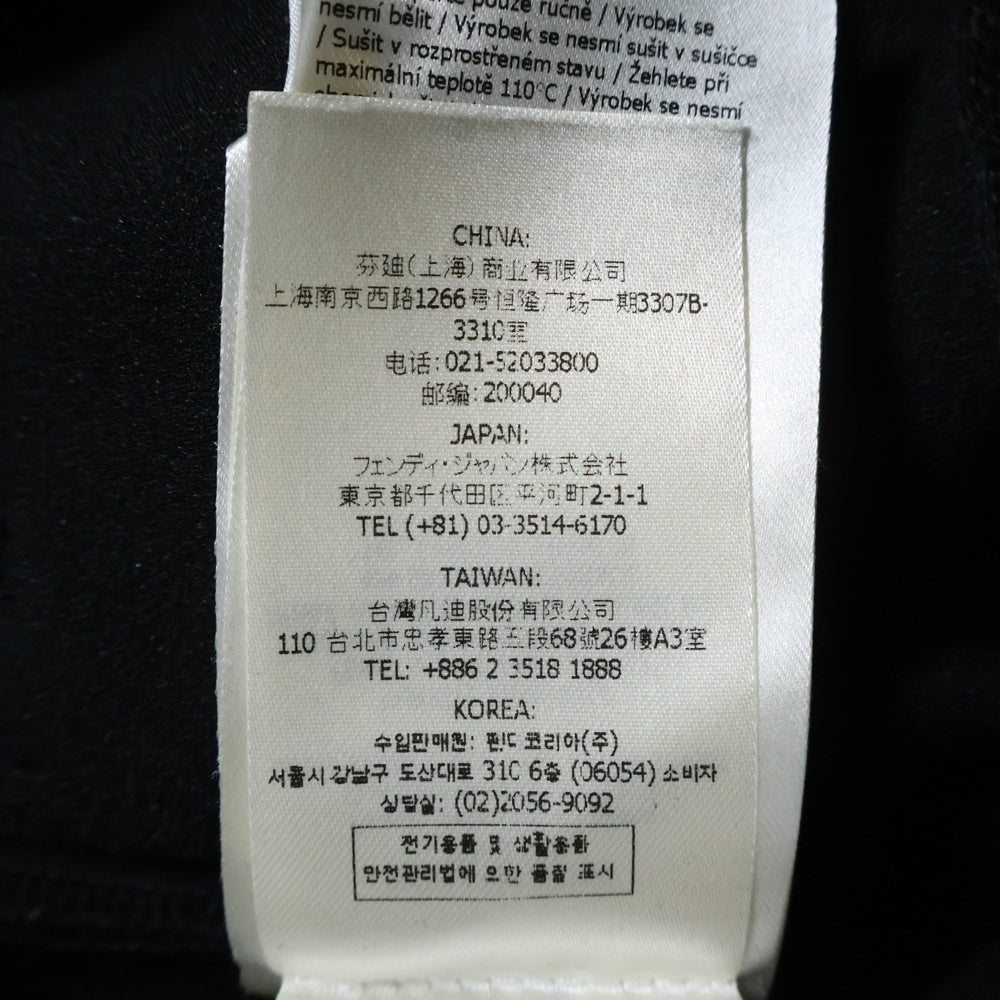 pouze ručně / Výrobek se
nesmí bělit / Výrobek se nesmí sušit v sušičce
/ Sušit v rozprostřeném stavu / Žehlete při
maximální teplotě 110°C / Výrobek se nesmí
CHINA:
芬迪(上海)商业有限公司
上海南京西路1266号恒隆广场一期3307B-
3310室
电话:021-52033800
邮编:200040
JAPAN:
フェンディ・ジャパン株式会社
東京都千代田区平河町2-1-1
TEL (+81) 03-3514-6170
TAIWAN:
台灣凡迪股份有限公司
110 台北市忠孝東路五段68號26樓A3室
TEL: +886 2 3518 1888
KOREA:
수입판매원: 펜디 코리아(주)
서울시 강남구 도산대로 310 6층 (06054) 소비자
상담실: (02)2056-9092
전기용품 및 생활용품
안전관리법에 의한 품질 표시